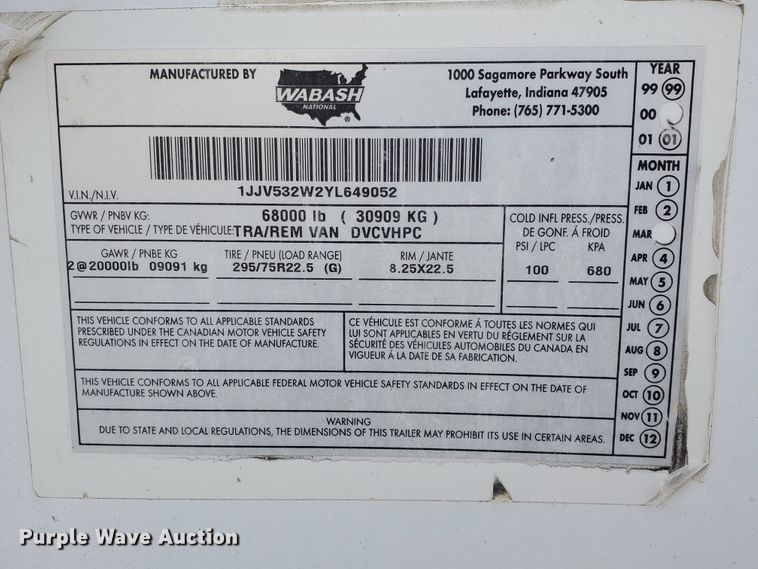 MANUFACTURED BY
WABASH
NATIONAL
®
1000 Sagamore Parkway South
Lafayette, Indiana 47905
Phone: (765) 771-5300
YEAR
99 99
00
01 01
V.I.N./N.I.V.
1JJV532W2YL649052
GVWR / PNBV KG: 68000 lb ( 30909 KG )
TYPE OF VEHICLE / TYPE DE VÉHICULE: TRA/REM VAN DVCVHPC
COLD INFL PRESS./PRESS.
DE GONF. À FROID
PSI / LPC KPA
GAWR / PNBE KG TIRE / PNEU (LOAD RANGE) RIM / JANTE
2@20000lb 09091 kg 295/75R22.5 (G) 8.25X22.5 100 680
THIS VEHICLE CONFORMS TO ALL APPLICABLE STANDARDS
PRESCRIBED UNDER THE CANADIAN MOTOR VEHICLE SAFETY
REGULATIONS IN EFFECT ON THE DATE OF MANUFACTURE.
CE VÉHICULE EST CONFORME À TOUTES LES NORMES QUI
LUI SONT APPLICABLES EN VERTU DU RÉGLEMENT SUR LA
SÉCURITÉ DES VÉHICULES AUTOMOBILES DU CANADA EN
VIGUEUR À LA DATE DE SA FABRICATION.
THIS VEHICLE CONFORMS TO ALL APPLICABLE FEDERAL MOTOR VEHICLE SAFETY STANDARDS IN EFFECT ON THE DATE OF
MANUFACTURE SHOWN ABOVE.
WARNING
DUE TO STATE AND LOCAL REGULATIONS, THE DIMENSIONS OF THIS TRAILER MAY PROHIBIT ITS USE IN CERTAIN AREAS.
MONTH
JAN 1
FEB 2
MAR
APR 4
MAY 5
JUN 6
JUL 7
AUG 8
SEP 9
OCT 10
NOV 11
DEC 12
Purple Wave Auction